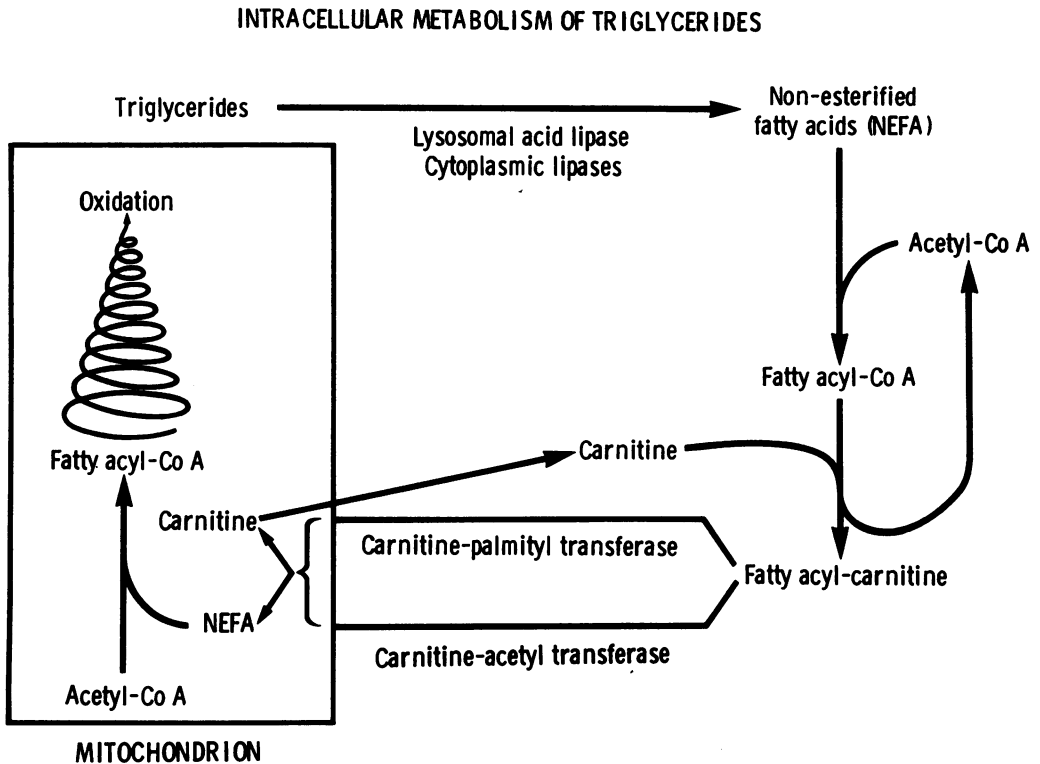 INTRACELLULAR METABOLISM OF TRIGLYCERIDES
Triglycerides
Lysosomal acid lipase
Cytoplasmic lipases
Non-esterified
fatty acids (NEFA)
Oxidation
Acetyl-Co A
Fatty acyl-Co A
Fatty acyl-Co A
Carnitine
Carnitine
Carnitine-palmityl transferase
Fatty acyl-carnitine
NEFA
Carnitine-acetyl transferase
Acetyl-Co A
MITOCHONDRION